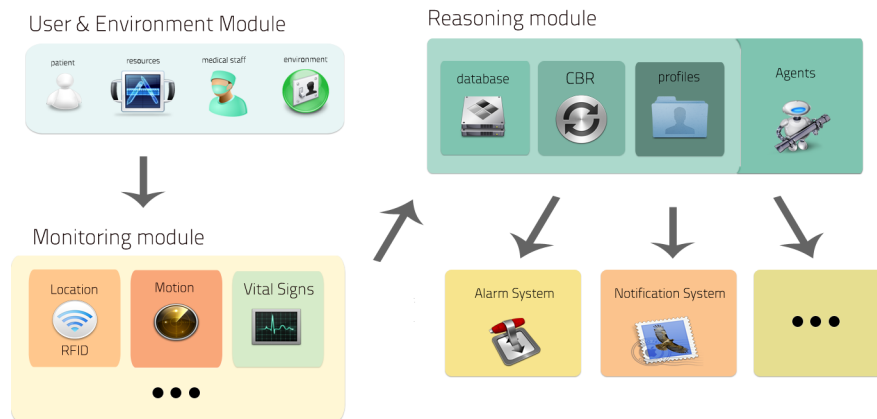 User & Environment Module
patient
resources
medical staff
environment
Monitoring module
Location
RFID
Motion
Vital Signs
Reasoning module
database
CBR
profiles
Agents
Alarm System
Notification System